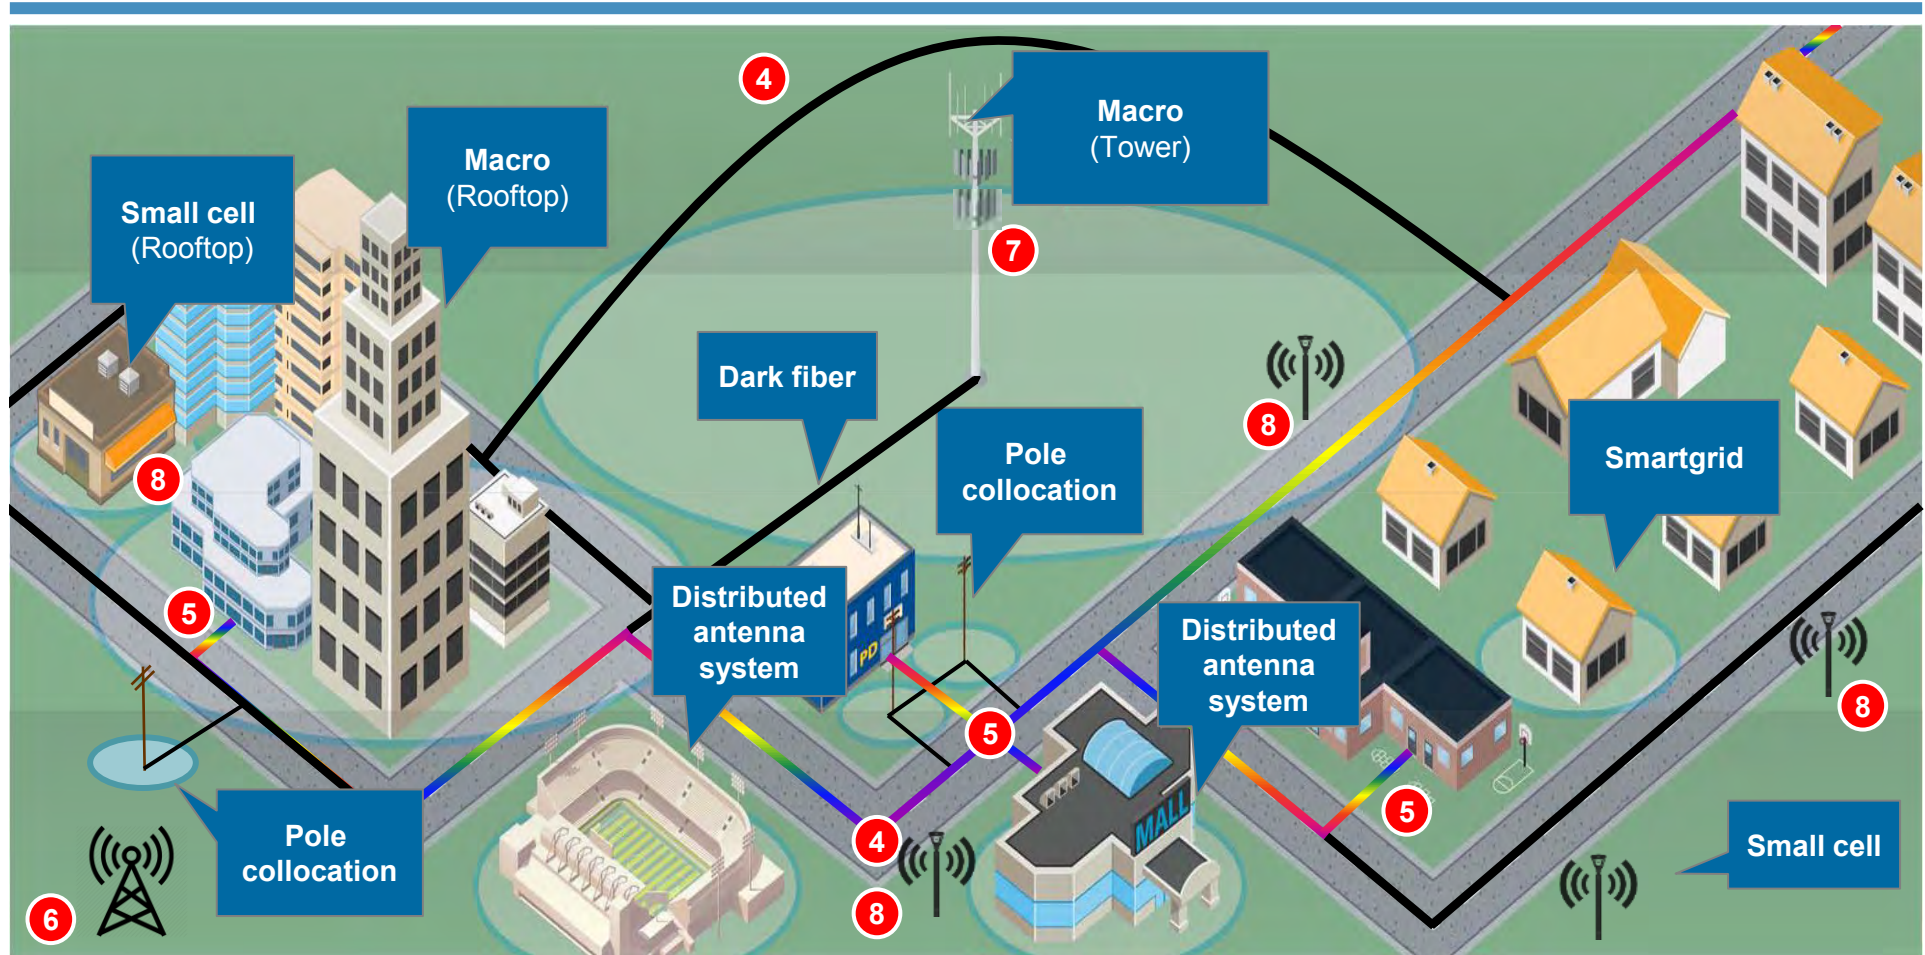 4
Macro
(Tower)
Macro
(Rooftop)
Small cell
(Rooftop)
7
Dark fiber
8
Pole
collocation
Smartgrid
8
5
Distributed
antenna
system
PD
Distributed
antenna
system
8
5
4
MALL
5
Pole
collocation
Small cell
6
8